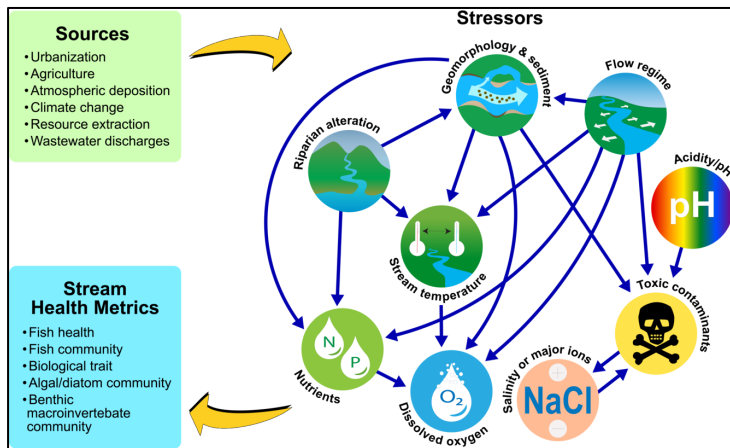 Sources
• Urbanization
• Agriculture
• Atmospheric deposition
• Climate change
• Resource extraction
• Wastewater discharges
Stressors
Geomorphology & sediment
Flow regime
Riparian alteration
Acidity/pH
pH
Stream temperature
Toxic contaminants
Stream
Health Metrics
• Fish health
• Fish community
• Biological trait
• Algal/diatom community
• Benthic
macroinvertebate
community
N
P
Nutrients
O₂
Dissolved oxygen
Salinity or major ions
NaCl